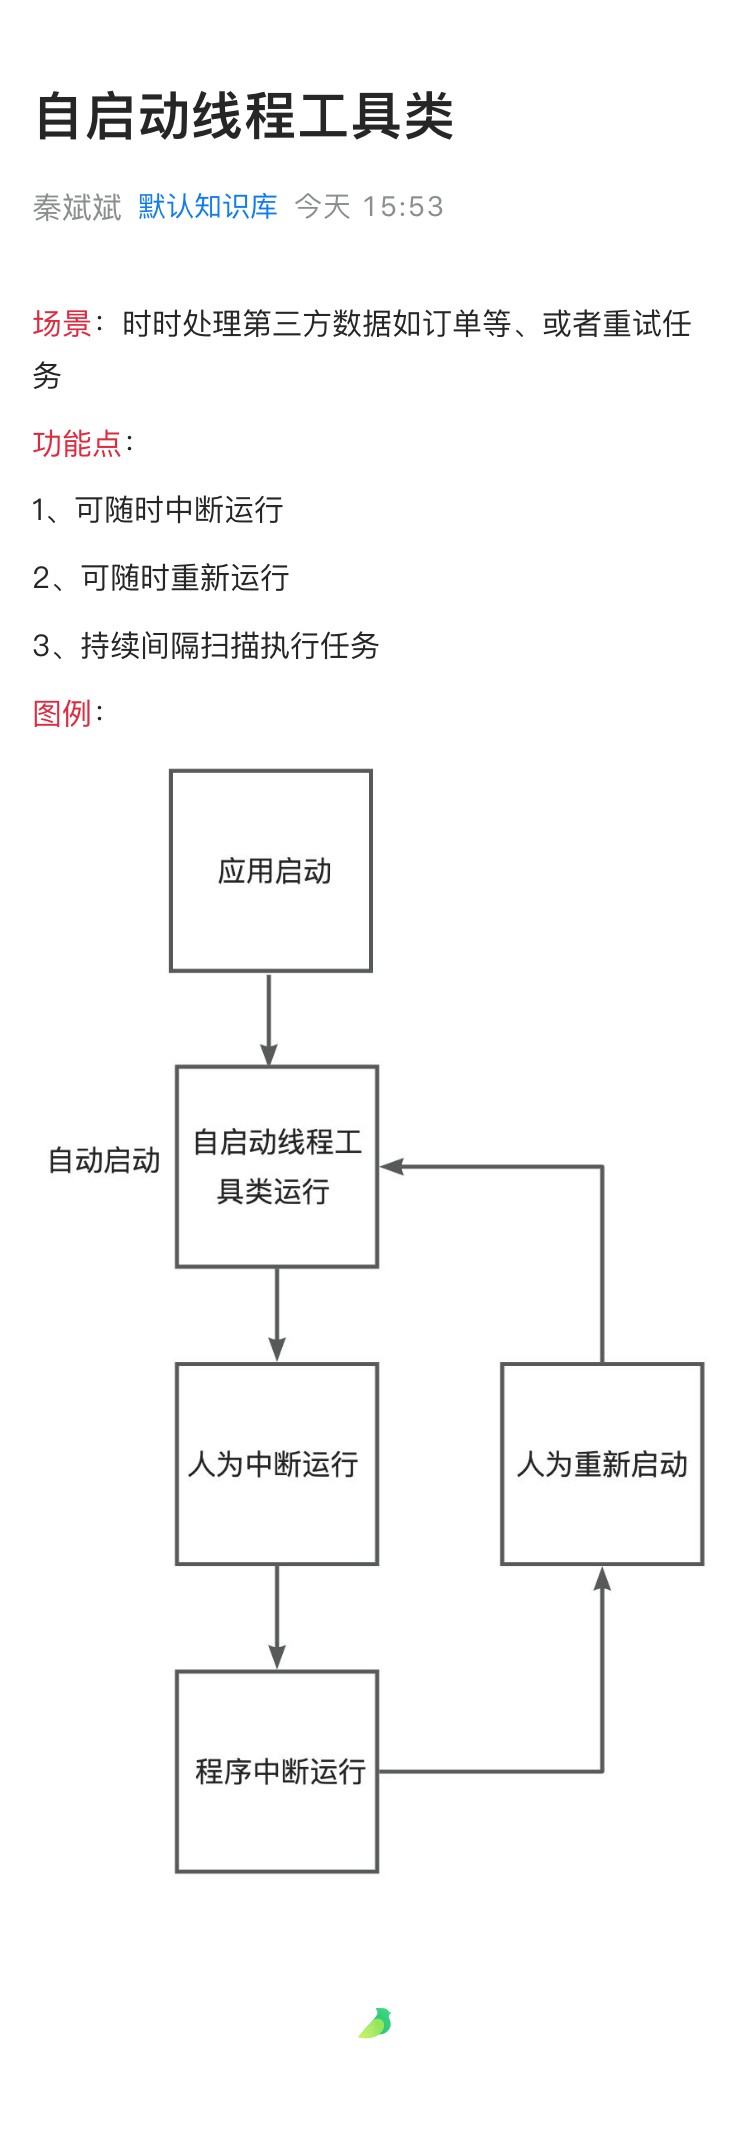 自启动线程工具类
秦斌斌 默认知识库 今天 15:53
场景：时时处理第三方数据如订单等、或者重试任
务
功能点：
1、可随时中断运行
2、可随时重新运行
3、持续间隔扫描执行任务
图例：
应用启动
自动启动
自启动线程工
具类运行
人为中断运行
人为重新启动
程序中断运行